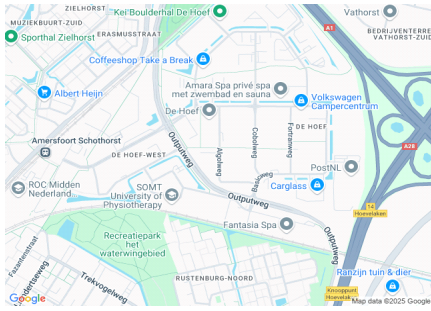 ZIELHORST
Kei Boulderhal De Hoef
Vathorst
MUZIEKBUURT-ZUID
ERASMUSSTRAAT
A1
BEDRIJVENTERRE
VATHORST-ZUID
Sporthal Zielhorst
Coffeeshop Take a Break
Amara Spa privé spa
met zwembad en sauna
Volkswagen
Campercentrum
Albert Heijn
De Hoef
DE HOEF
Amersfoort Schothorst
Outputweg
Algolweg
Cobolweg
Fortranweg
A28
DE HOEF-WEST
PostNL
Basicweg
Carglass
ROC Midden
Nederland
SOMT
University of
Physiotherapy
Outputweg
14
Hoevelaken
Fantasia Spa
Outputweg
Recreatiepark
het
waterwingebied
Fazantenstraat
Trekvogelweg
RUSTENBURG-NOORD
Ranzijn tuin & dier
Knooppunt
Hoevelak
Google
Map data ©2025 Google